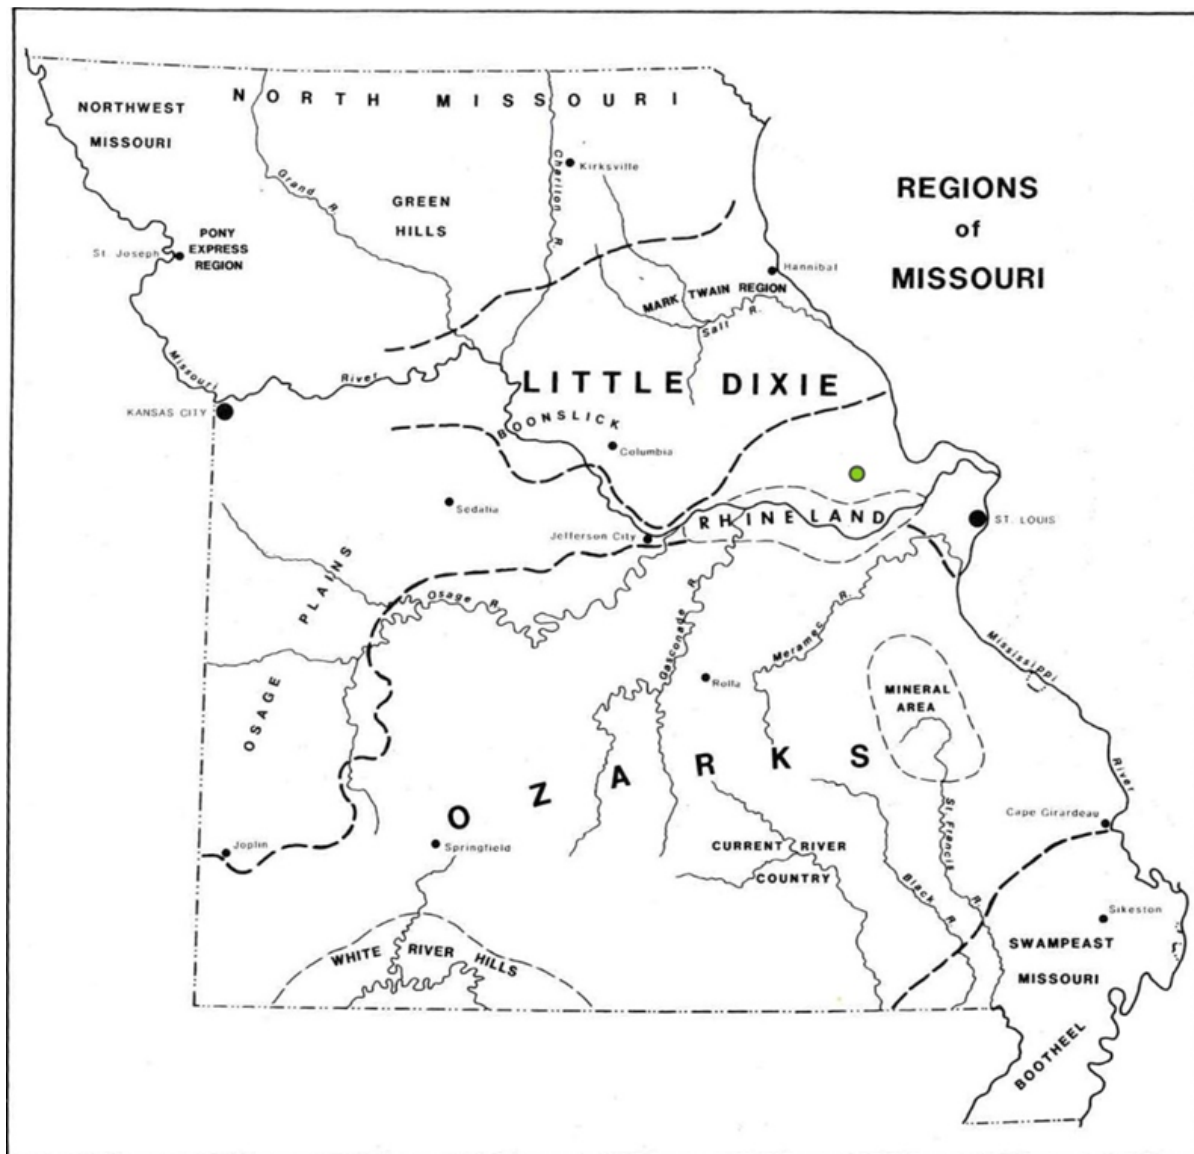 REGIONS
of
MISSOURI
NORTH MISSOURI
NORTHWEST
MISSOURI
Kirksville
Chariton R.
Grand R.
GREEN
HILLS
PONY
EXPRESS
REGION
St. Joseph
Hannibal
MARK TWAIN REGION
Salt R.
Missouri
River
LITTLE DIXIE
KANSAS CITY
BOONSLICK
Columbia
Sedalia
RHINELAND
ST. LOUIS
Jefferson City
OSAGE PLAINS
Osage R.
Gasconade R.
Meramec R.
Mississippi
River
Rolla
MINERAL
AREA
OZARKS
St. Francis R.
Cape Girardeau
Joplin
Springfield
CURRENT RIVER
COUNTRY
Black R.
Sikeston
WHITE RIVER HILLS
SWAMPEAST
MISSOURI
BOOTHEEL